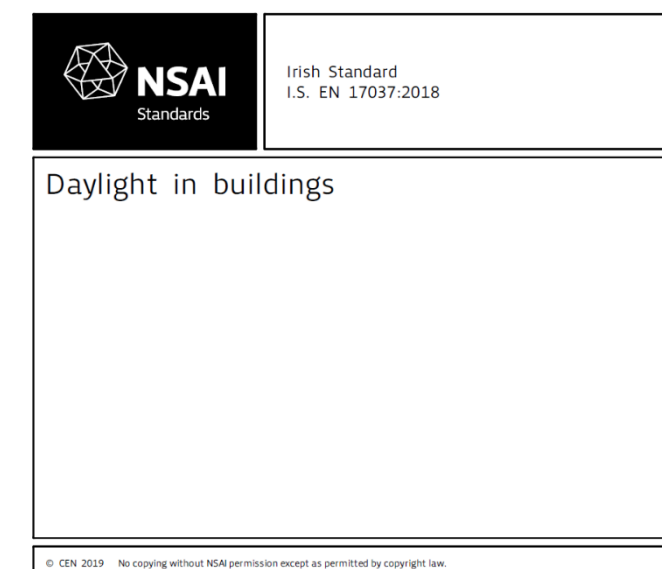 NSAI
Standards
Irish Standard
I.S. EN 17037:2018
Daylight in buildings
© CEN 2019 No copying without NSAI permission except as permitted by copyright law.